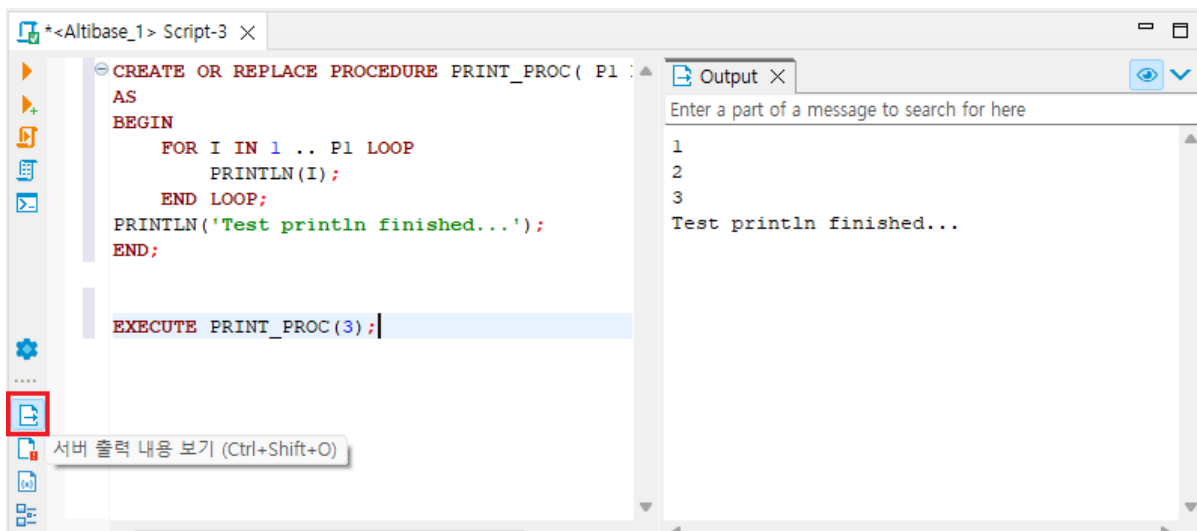 *<Altibase_1> Script-3
CREATE OR REPLACE PROCEDURE PRINT_PROC( P1
AS
BEGIN
FOR I IN 1 .. P1 LOOP
PRINTLN(I);
END LOOP;
PRINTLN('Test println finished...');
END;
EXECUTE PRINT_PROC(3);
서버 출력 내용 보기 (Ctrl+Shift+O)
Output
Enter a part of a message to search for here
1
2
3
Test println finished...